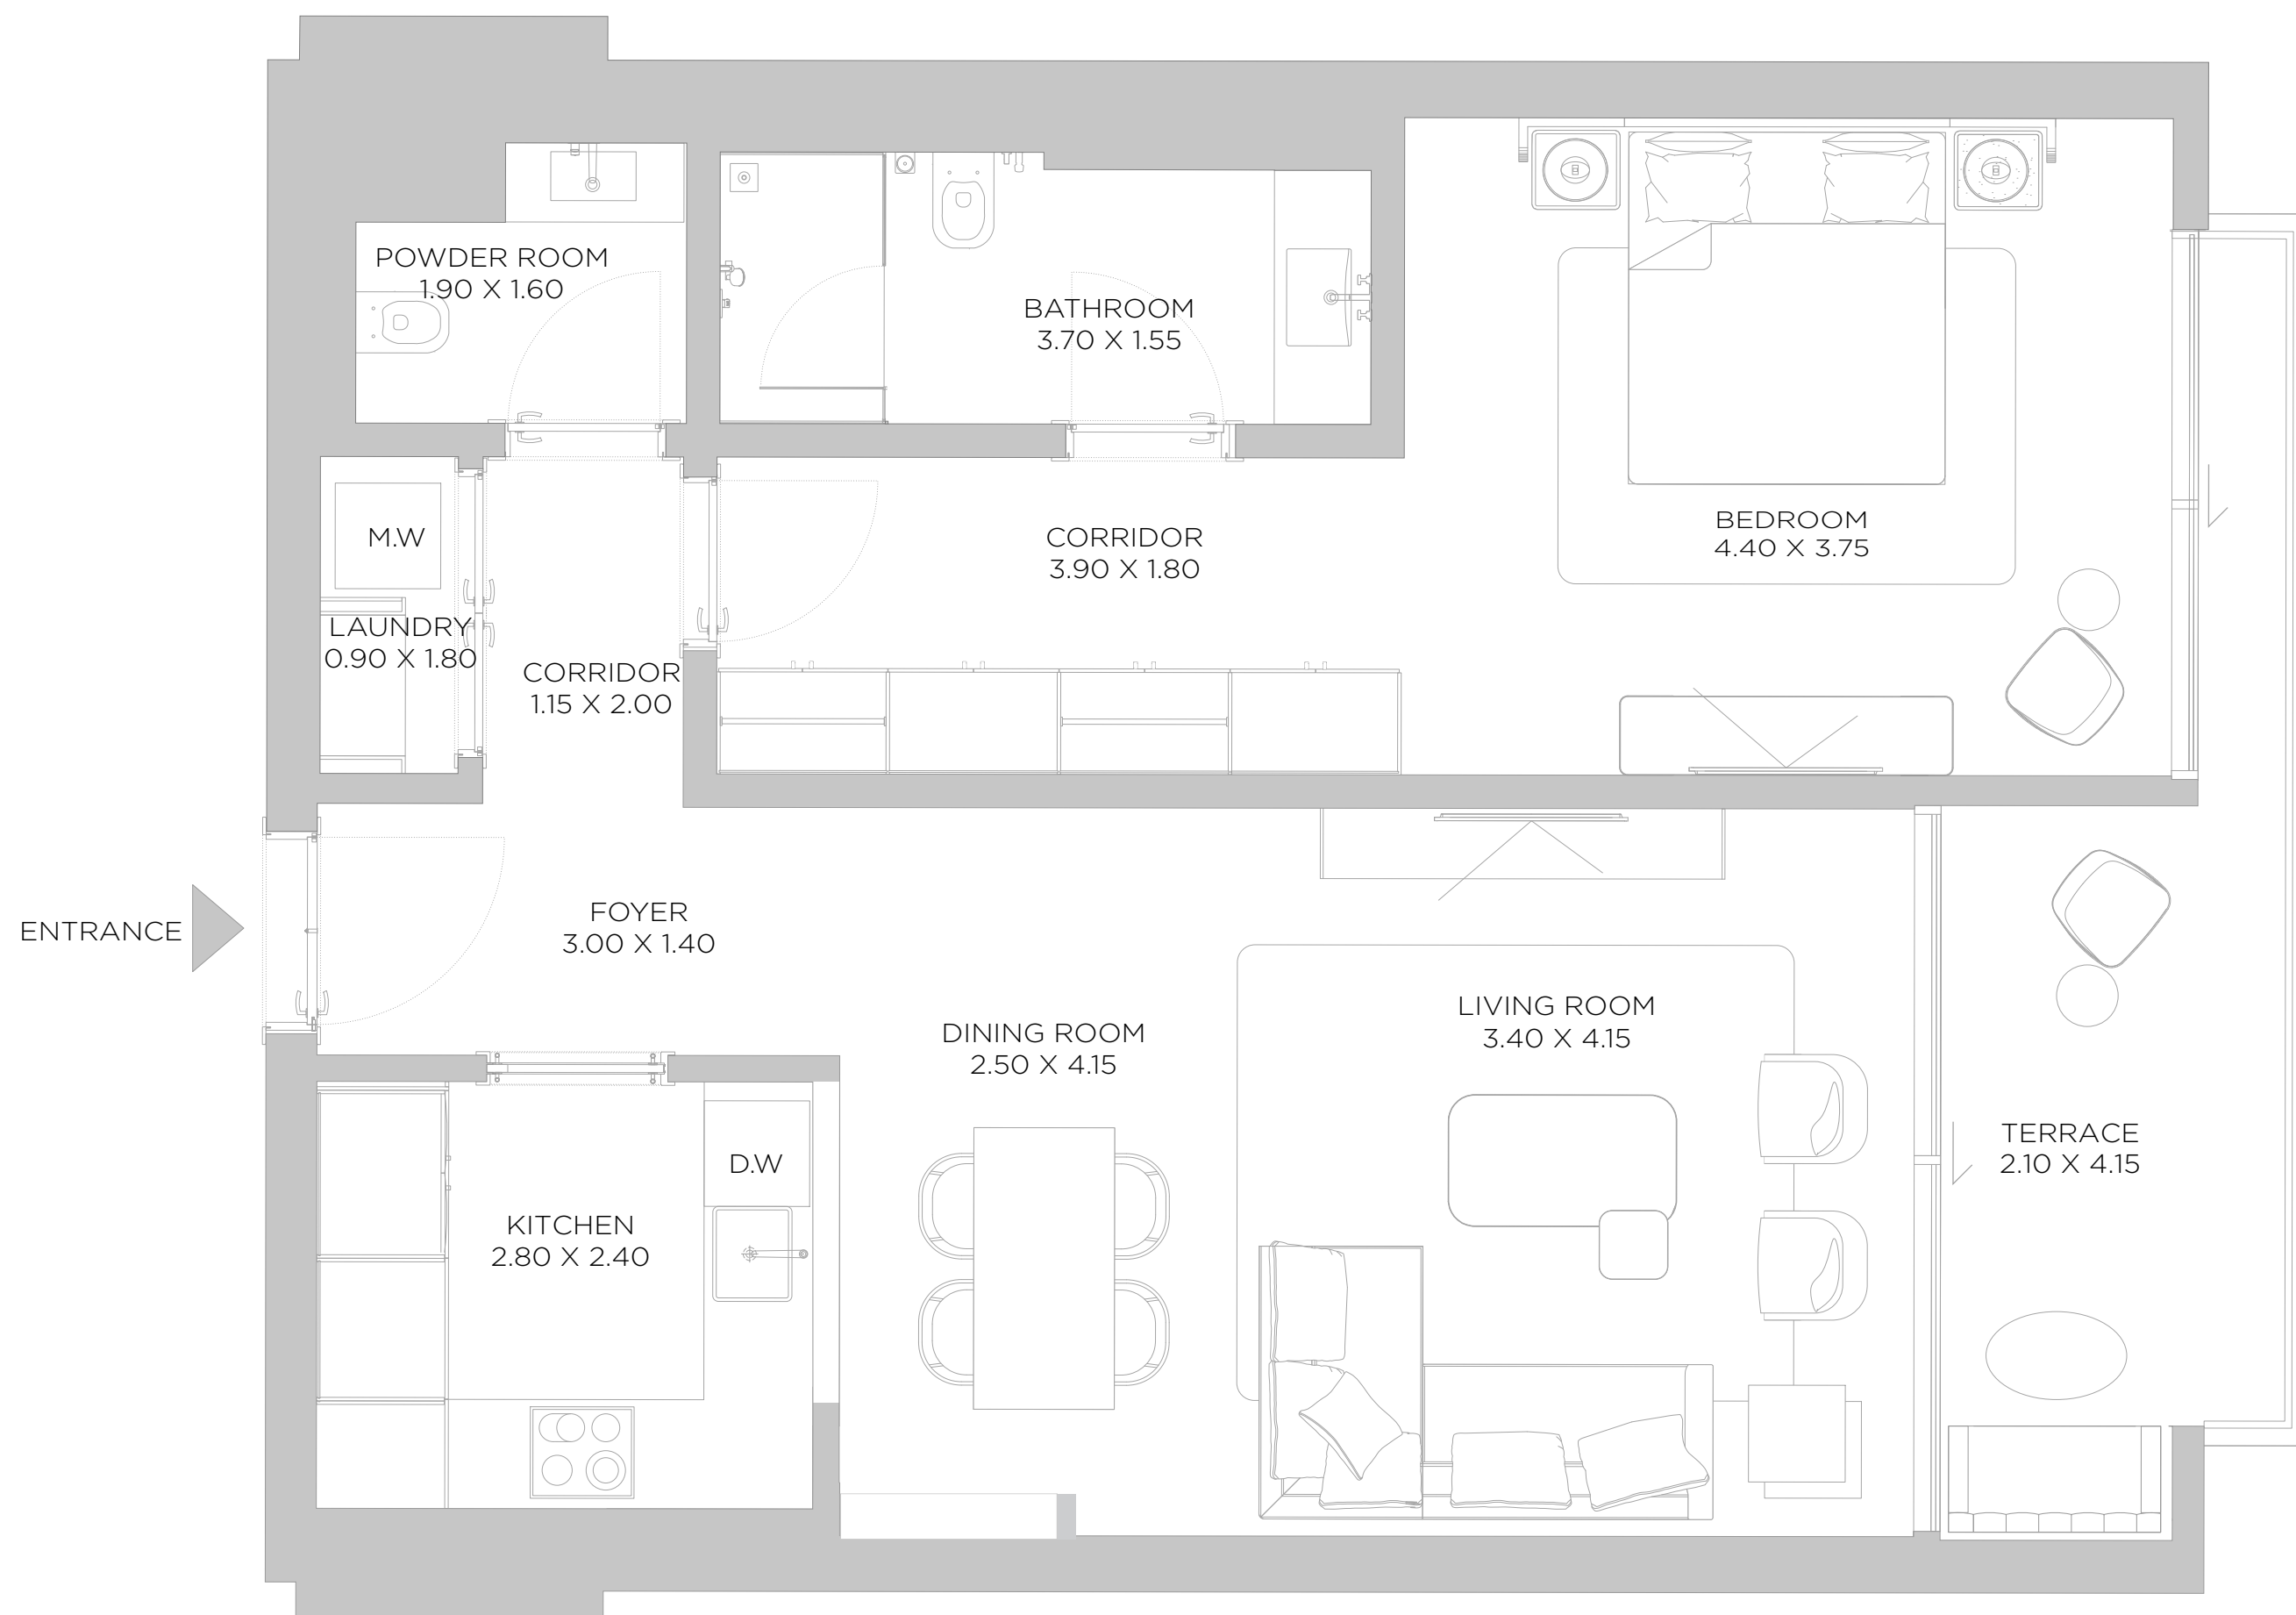 POWDER ROOM
1.90 X 1.60
BATHROOM
3.70 X 1.55
M.W
LAUNDRY
0.90 X 1.80
CORRIDOR
1.15 X 2.00
CORRIDOR
3.90 X 1.80
BEDROOM
4.40 X 3.75
ENTRANCE
FOYER
3.00 X 1.40
DINING ROOM
2.50 X 4.15
LIVING ROOM
3.40 X 4.15
TERRACE
2.10 X 4.15
D.W
KITCHEN
2.80 X 2.40